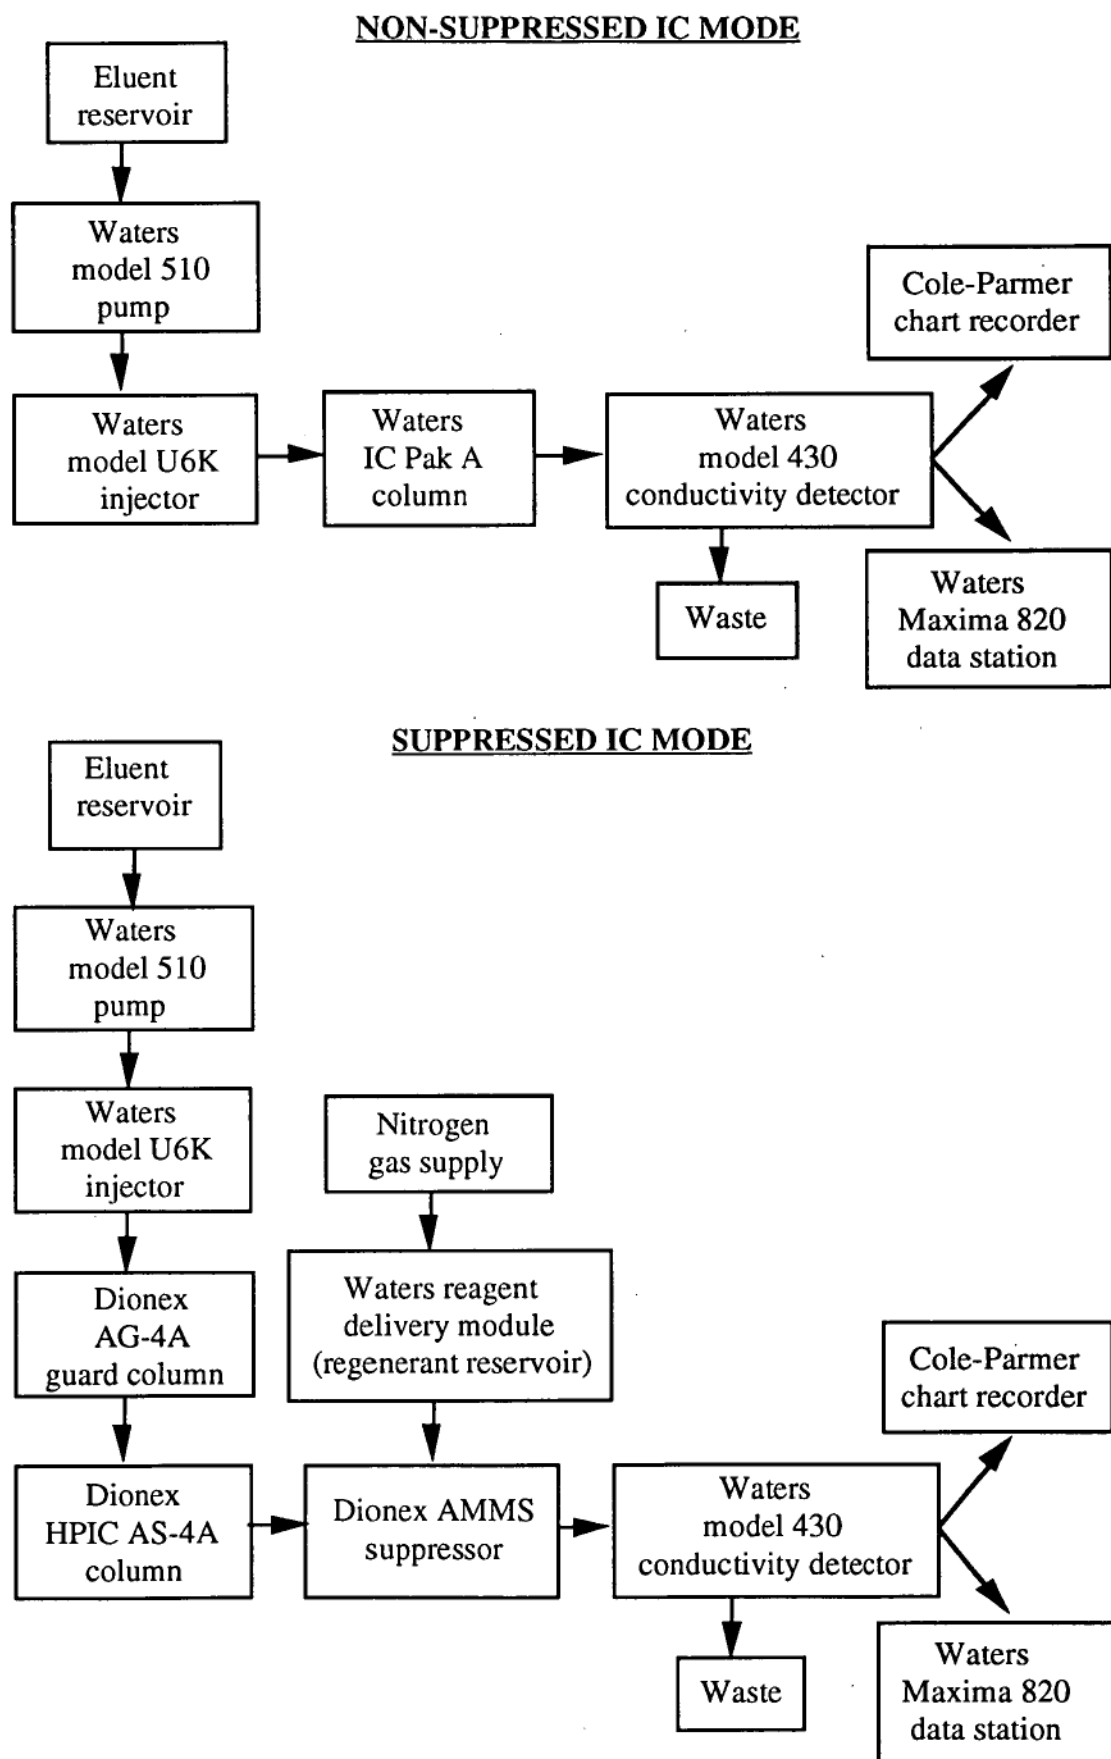 NON-SUPPRESSED IC MODE
Eluent
reservoir
Waters
model 510
pump
Waters
model U6K
injector
Waters
IC Pak A
column
Waters
model 430
conductivity detector
Cole-Parmer
chart recorder
Waste
Waters
Maxima 820
data station
SUPPRESSED IC MODE
Eluent
reservoir
Waters
model 510
pump
Waters
model U6K
injector
Nitrogen
gas supply
Dionex
AG-4A
guard column
Waters reagent
delivery module
(regenerant reservoir)
Dionex
HPIC AS-4A
column
Dionex AMMS
suppressor
Waters
model 430
conductivity detector
Cole-Parmer
chart recorder
Waste
Waters
Maxima 820
data station